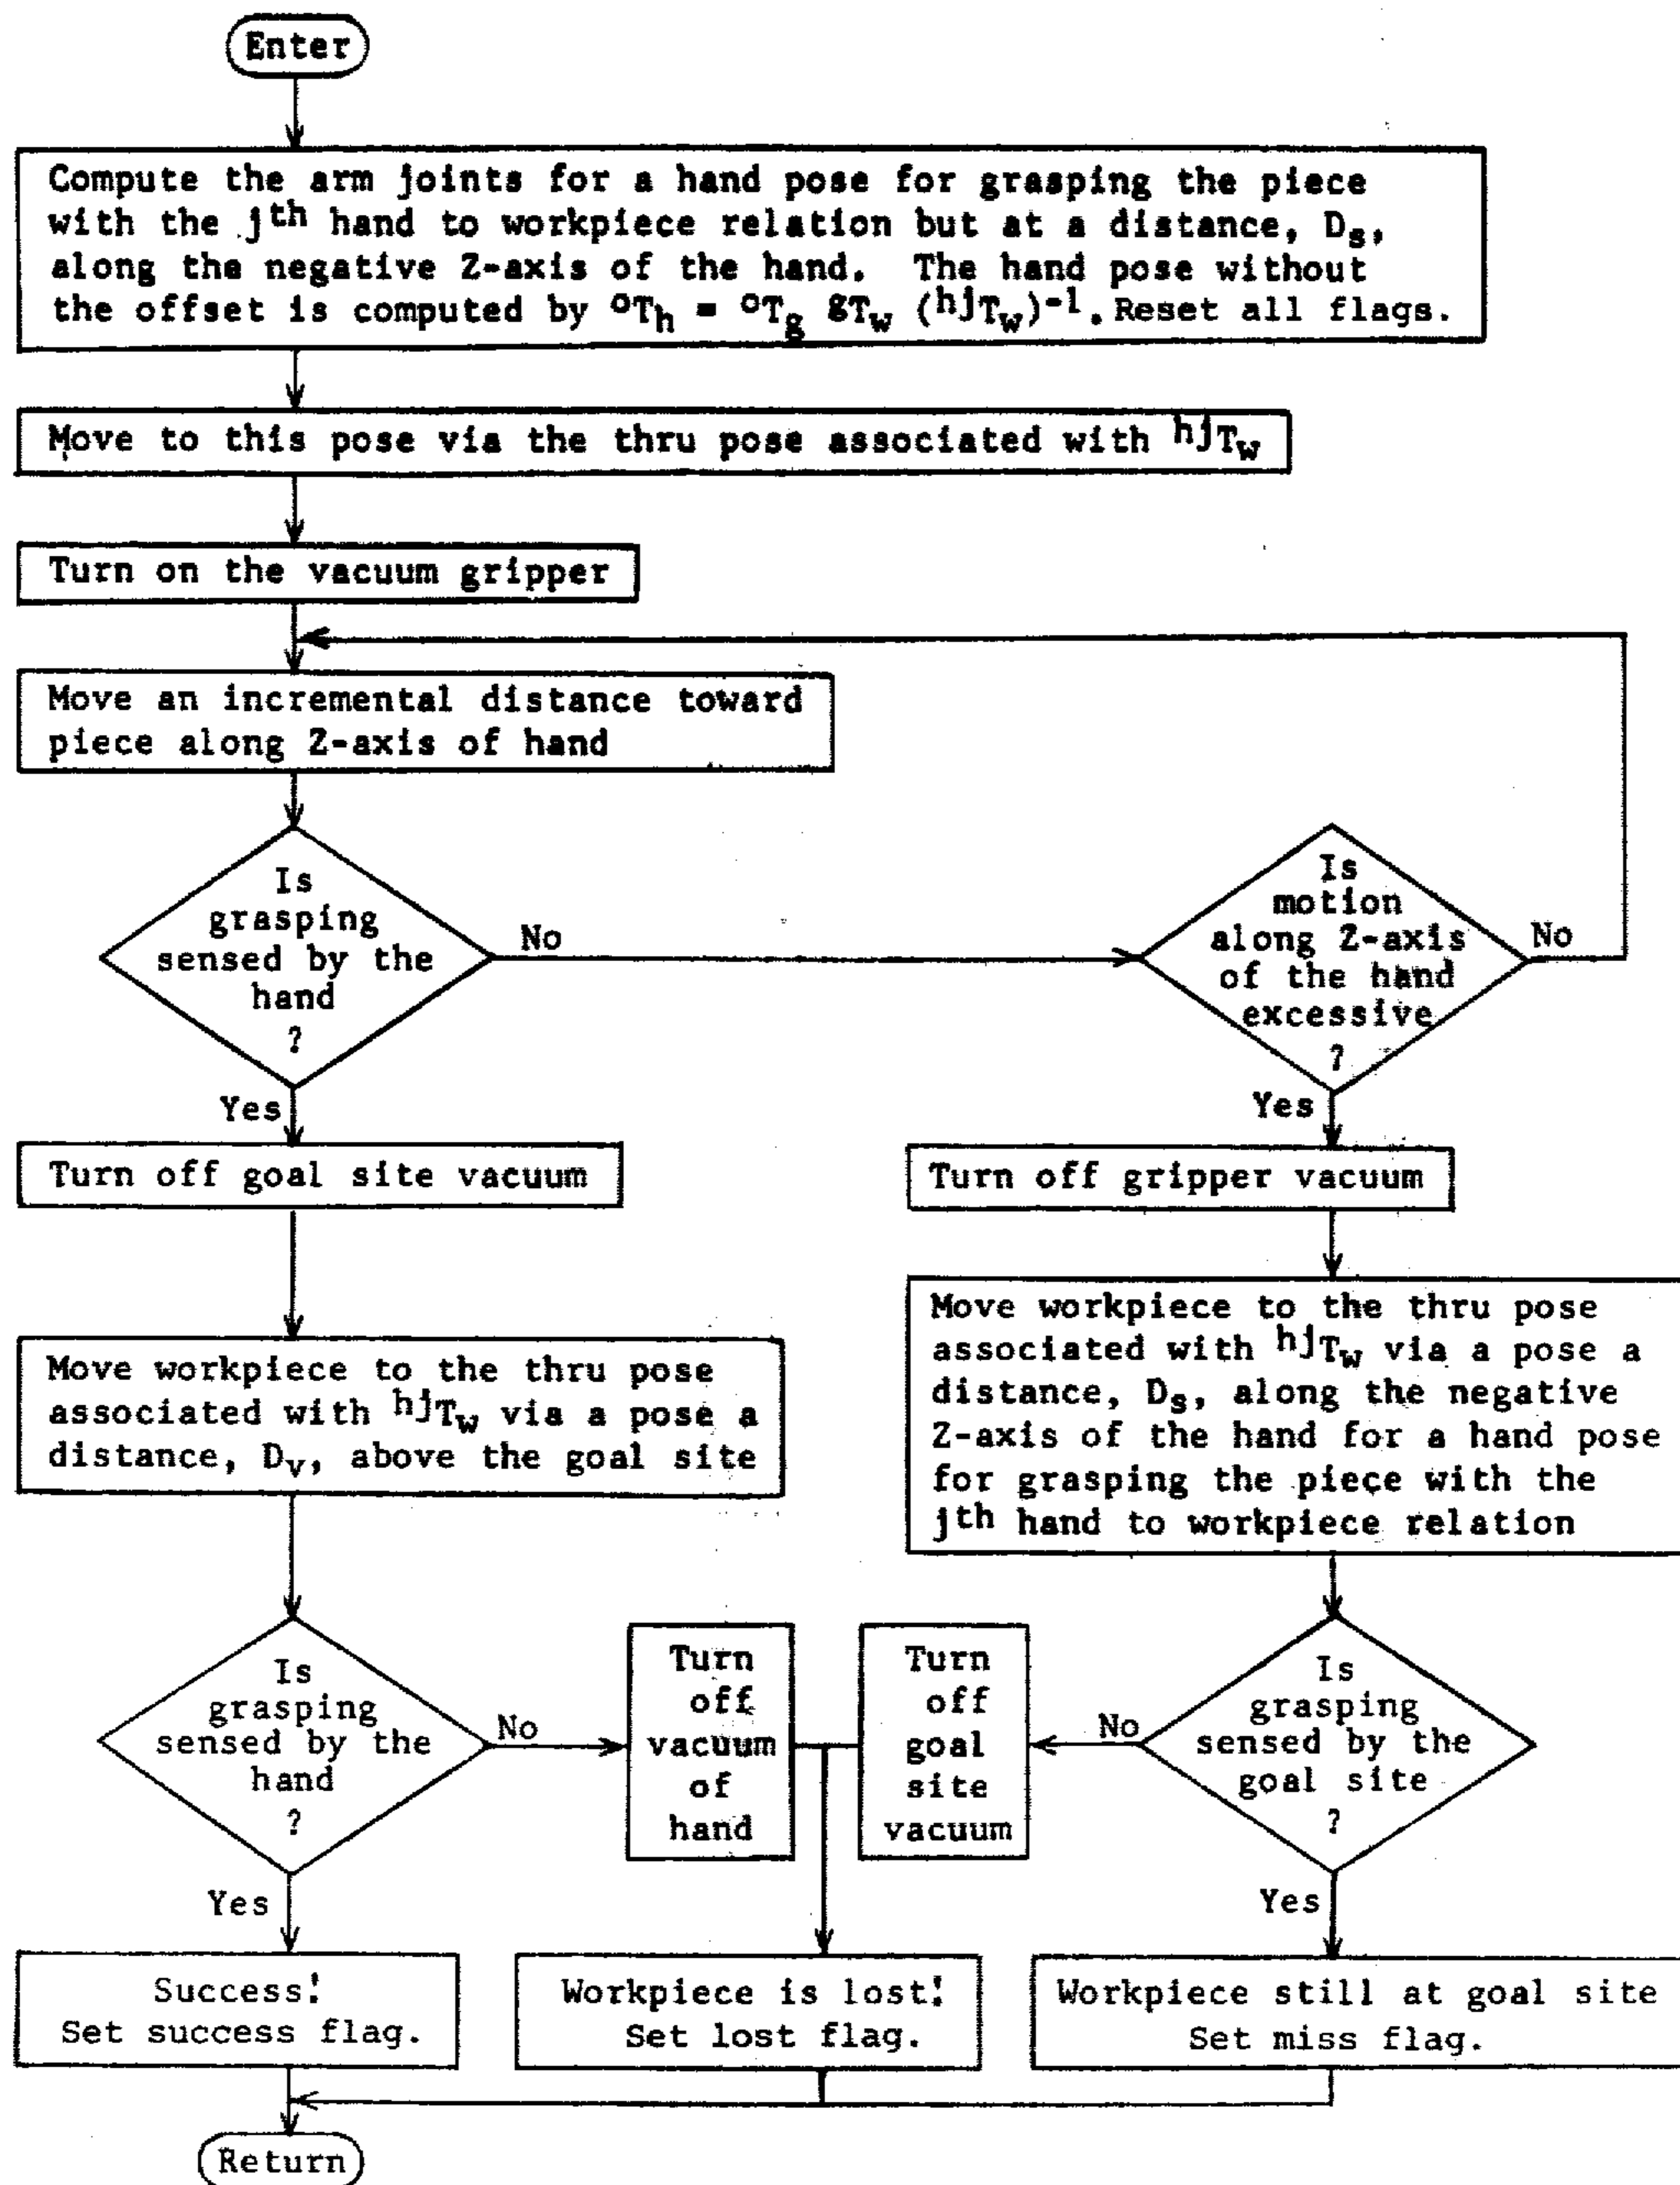 Enter
Compute the arm joints for a hand pose for grasping the piece
with the jth hand to workpiece relation but at a distance, Ds,
along the negative Z-axis of the hand. The hand pose without
the offset is computed by oTh = oTg gTw (hjTw)-1. Reset all flags.
Move to this pose via the thru pose associated with hjTw
Turn on the vacuum gripper
Move an incremental distance toward
piece along Z-axis of hand
Is
grasping
sensed by the
hand
?
No
Is
motion
along Z-axis
of the hand
excessive
?
No
Yes
Yes
Turn off goal site vacuum
Turn off gripper vacuum
Move workpiece to the thru pose
associated with hjTw via a pose a
distance, Dv, above the goal site
Move workpiece to the thru pose
associated with hjTw via a pose a
distance, Ds, along the negative
Z-axis of the hand for a hand pose
for grasping the piece with the
jth hand to workpiece relation
Is
grasping
sensed by the
hand
?
No
Turn
off
vacuum
of
hand
Turn
off
goal
site
vacuum
No
Is
grasping
sensed by the
goal site
?
Yes
Yes
Success!
Set success flag.
Workpiece is lost!
Set lost flag.
Workpiece still at goal site
Set miss flag.
Return